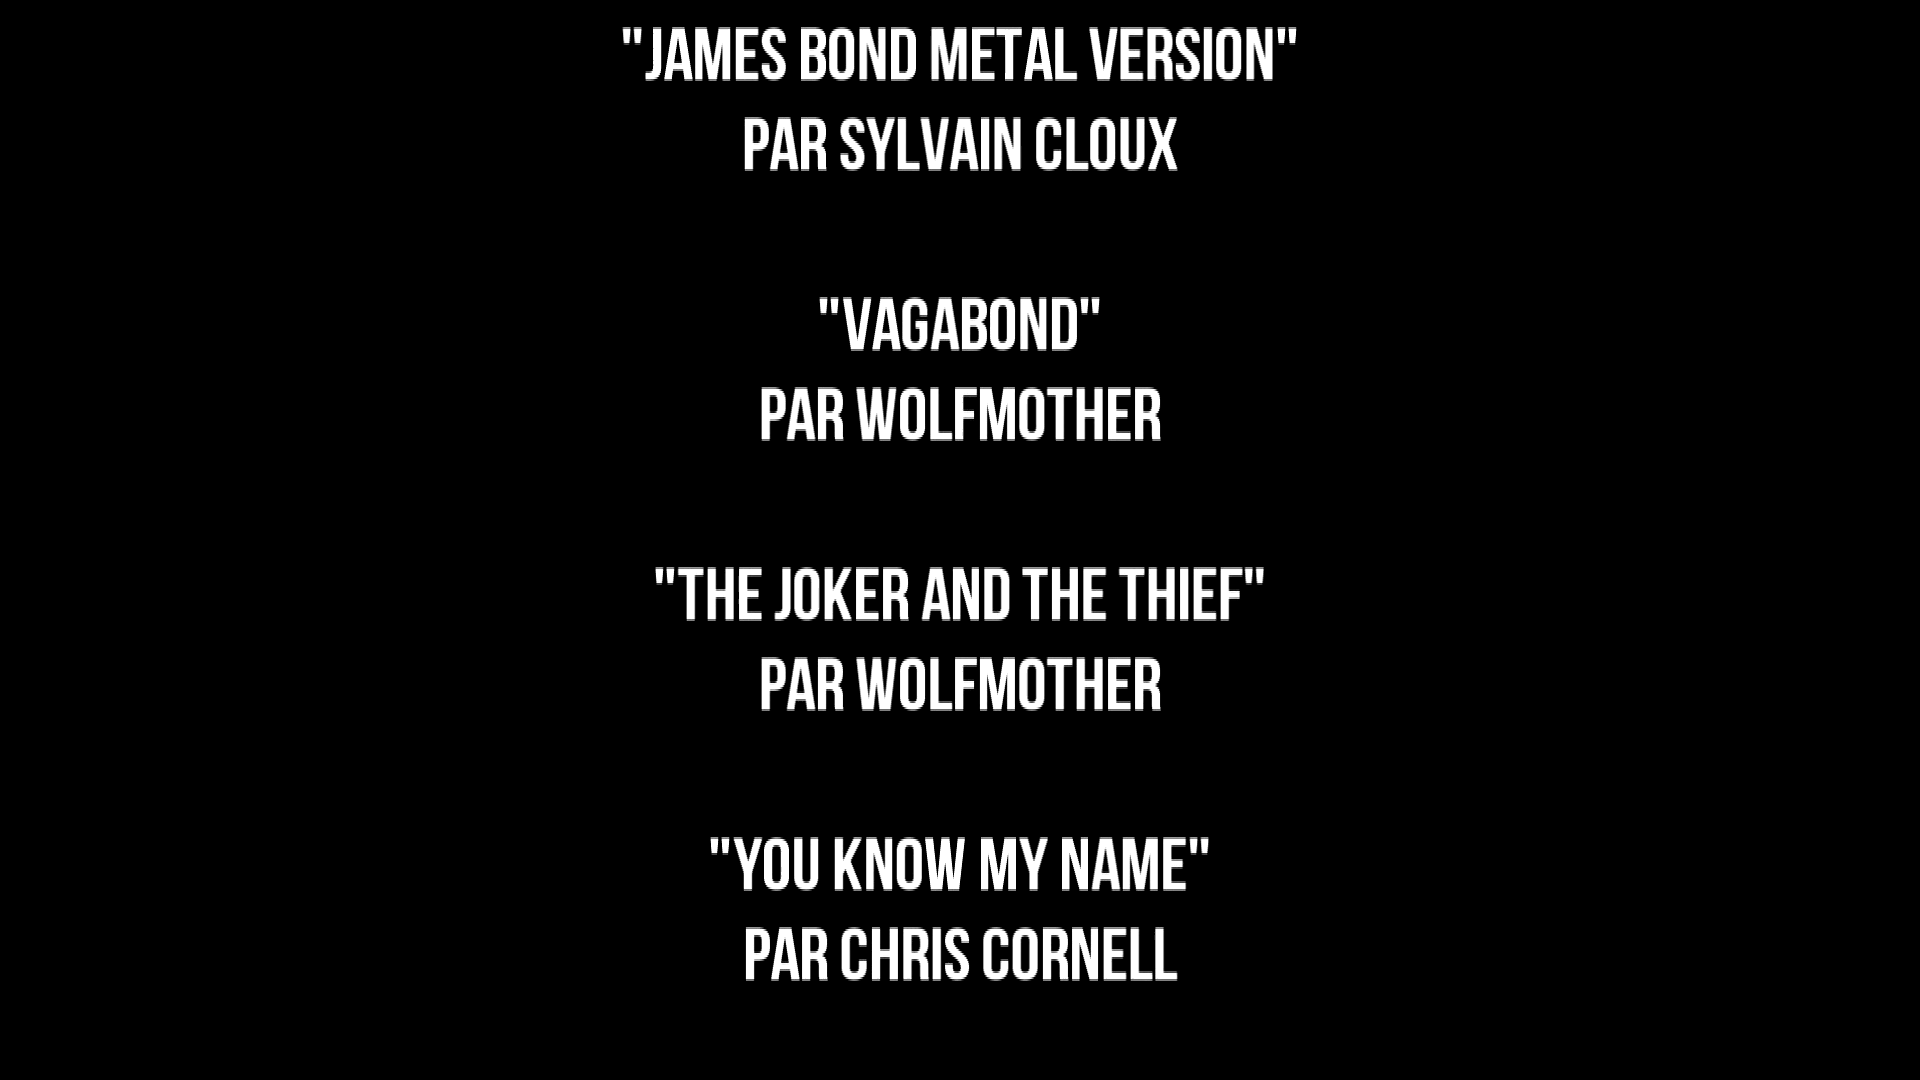 "JAMES BOND METAL VERSION"
PAR SYLVAIN CLOUX
"VAGABOND"
PAR WOLFMOTHER
"THE JOKER AND THE THIEF"
PAR WOLFMOTHER
"YOU KNOW MY NAME"
PAR CHRIS CORNELL